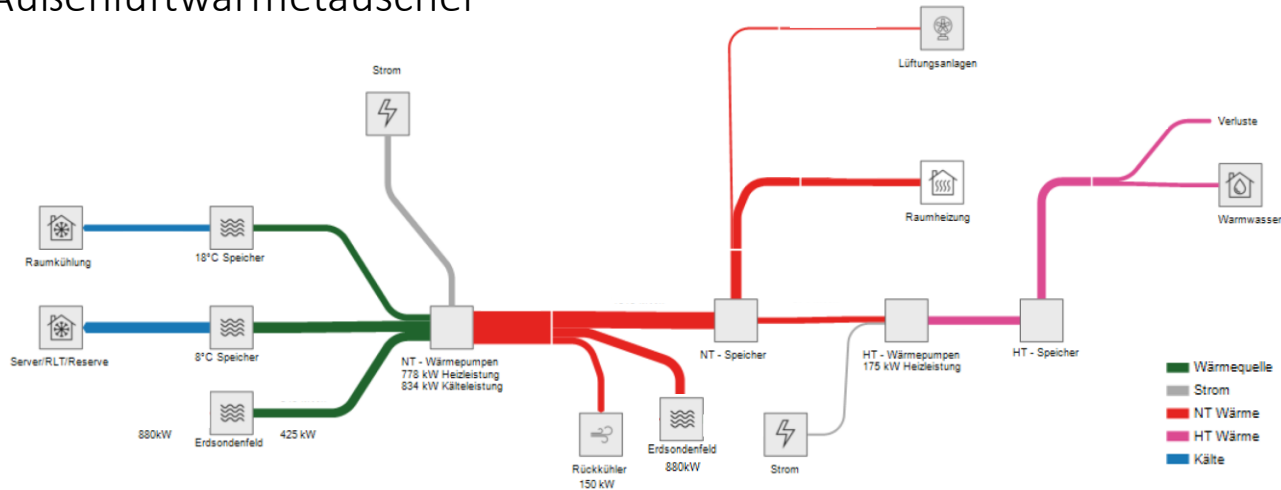 Außenluftwärmetauscher
Strom
Lüftungsanlagen
Verluste
Raumheizung
Warmwasser
Raumkühlung
18°C Speicher
Server/RLT/Reserve
8°C Speicher
NT - Wärmepumpen
778 kW Heizleistung
834 kW Kälteleistung
NT - Speicher
HT - Wärmepumpen
175 kW Heizleistung
HT - Speicher
880kW
Erdsondenfeld
425 kW
Rückkühler
150 kW
Erdsondenfeld
880kW
Strom
Wärmequelle
Strom
NT Wärme
HT Wärme
Kälte